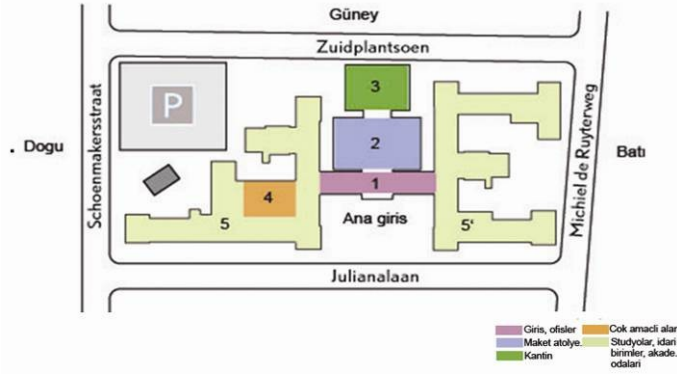 Güney
Zuidplantsoen
P
3
2
1
4
5
5'
Ana giris
. Dogu
Schoenmakersstraat
Michiel de Ruyterweg
Batı
Julianalaan
Giris, ofisler
Maket atolye.
Kantin
Cok amacli alar
Studyolar, idari
birimler, akade.
odalari